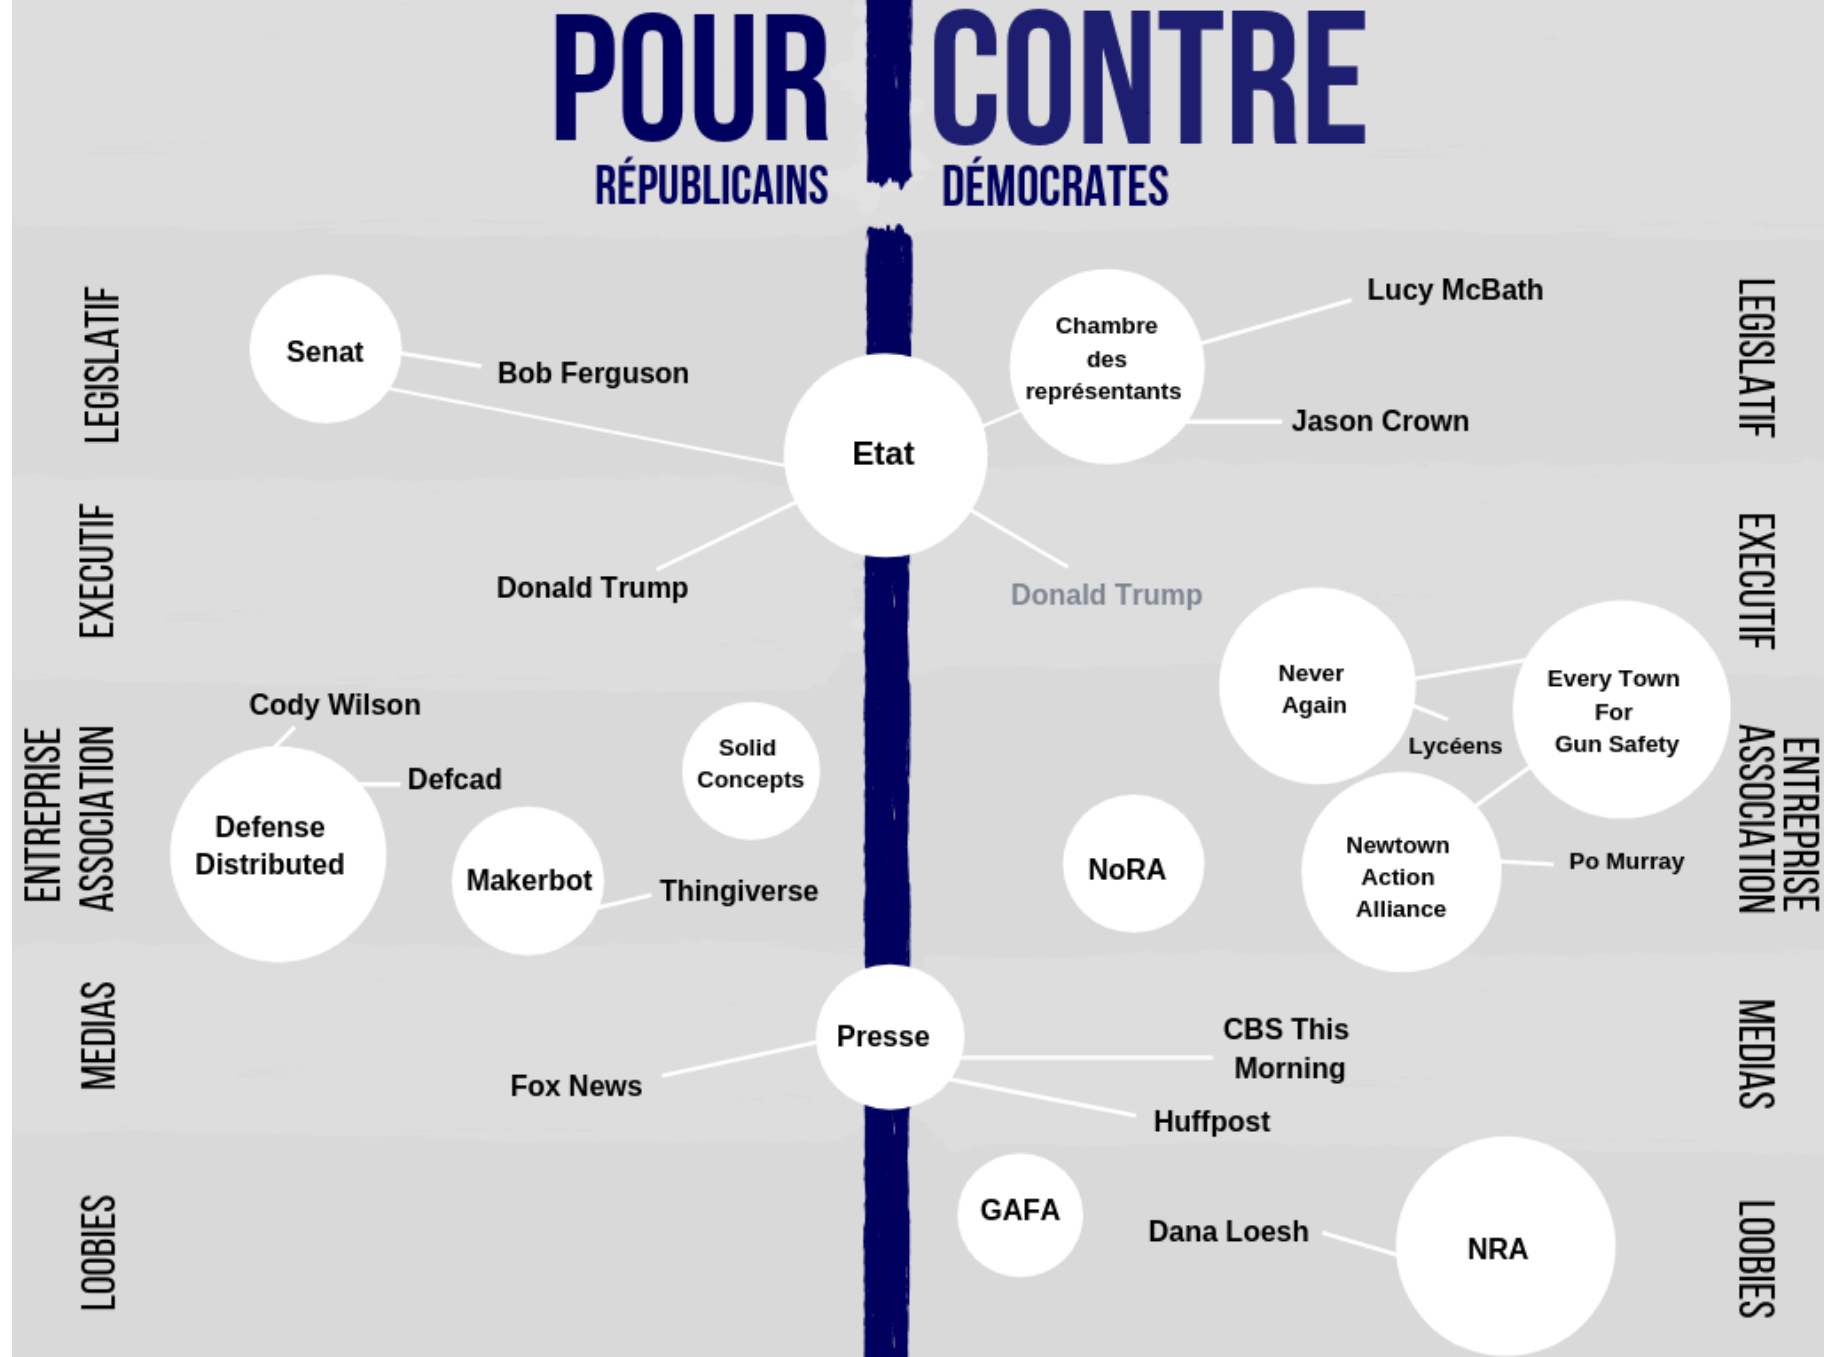 POUR
CONTRE
RÉPUBLICAINS
DÉMOCRATES
LEGISLATIF
Senat
Bob Ferguson
Etat
Chambre
des
représentants
Lucy McBath
Jason Crown
LEGISLATIF
EXECUTIF
Donald Trump
Donald Trump
EXECUTIF
ENTREPRISE
ASSOCIATION
Cody Wilson
Defense
Distributed
Defcad
Makerbot
Thingiverse
Solid
Concepts
Never
Again
Lycéens
Every Town
For
Gun Safety
NoRA
Newtown
Action
Alliance
Po Murray
ENTREPRISE
ASSOCIATION
MEDIAS
Presse
Fox News
CBS This
Morning
Huffpost
MEDIAS
LOOBIES
GAFA
Dana Loesh
NRA
LOOBIES